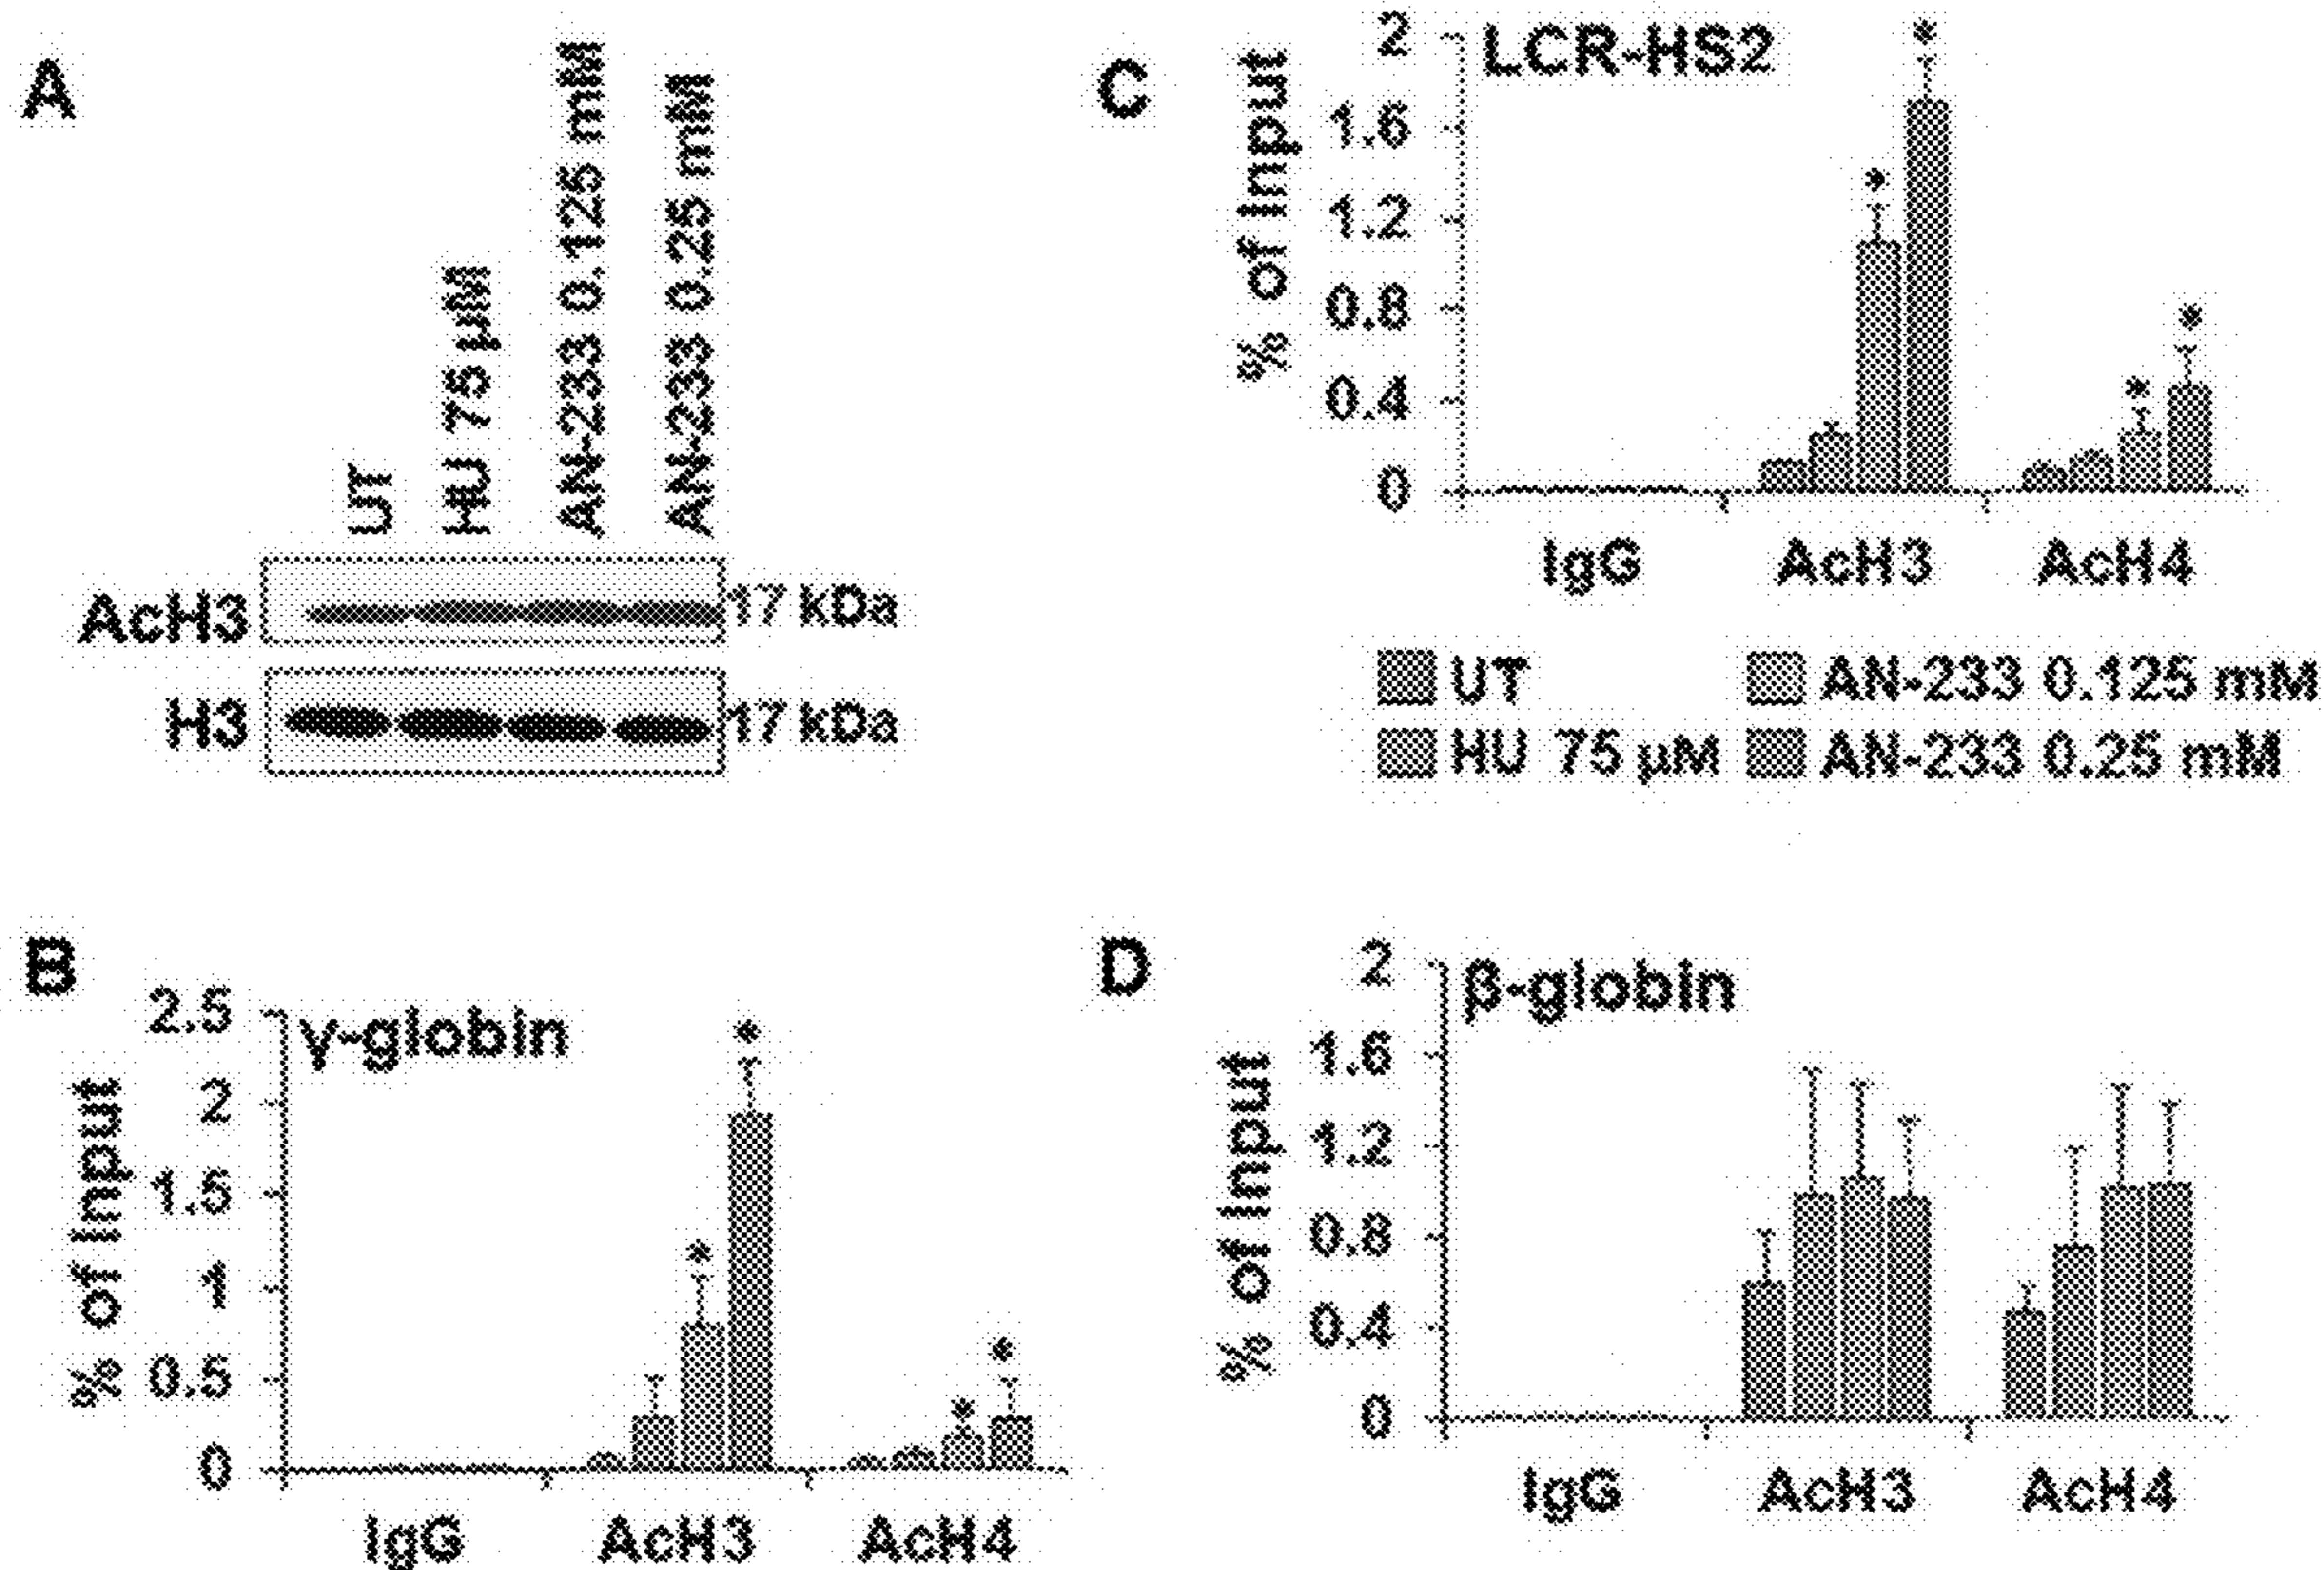 A
UT
HU 75 µM
AN-233 0.125 mM
AN-233 0.25 mM
AcH3
17 kDa
H3
17 kDa
C
LCR-HS2
% of Input
2
1.6
1.2
0.8
0.4
0
*
*
*
*
IgG
AcH3
AcH4
UT
AN-233 0.125 mM
HU 75 µM
AN-233 0.25 mM
B
γ-globin
% of Input
2.5
2
1.5
1
0.5
0
*
*
*
*
IgG
AcH3
AcH4
D
β-globin
% of Input
2
1.6
1.2
0.8
0.4
0
IgG
AcH3
AcH4